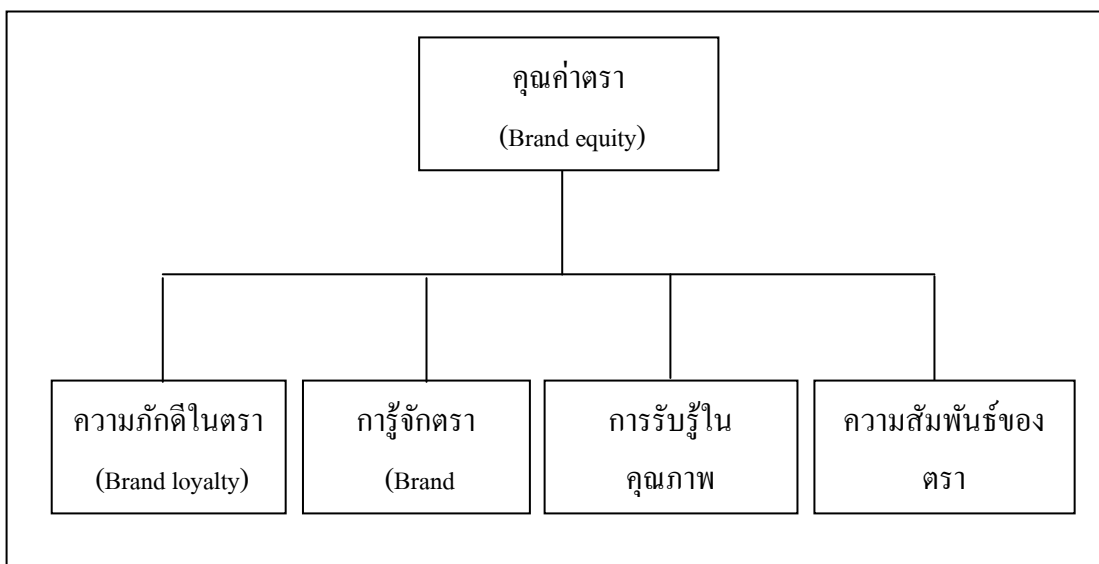 คุณค่าตรา
(Brand equity)
ความภักดีในตรา
(Brand loyalty)
การู้จักตรา
(Brand
การรับรู้ใน
คุณภาพ
ความสัมพันธ์ของ
ตรา